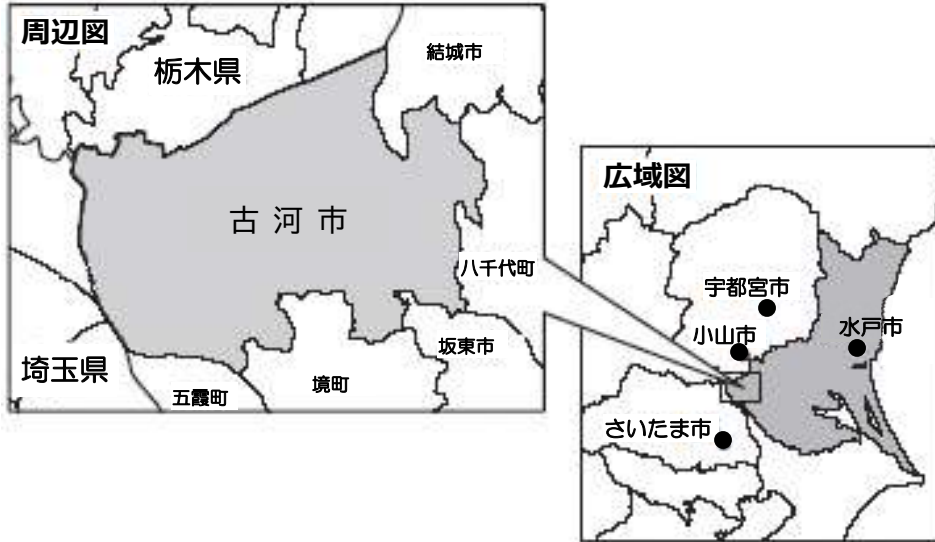 周辺図
栃木県
結城市
古河市
八千代町
坂東市
埼玉県
五霞町
境町
広域図
宇都宮市
小山市
水戸市
さいたま市